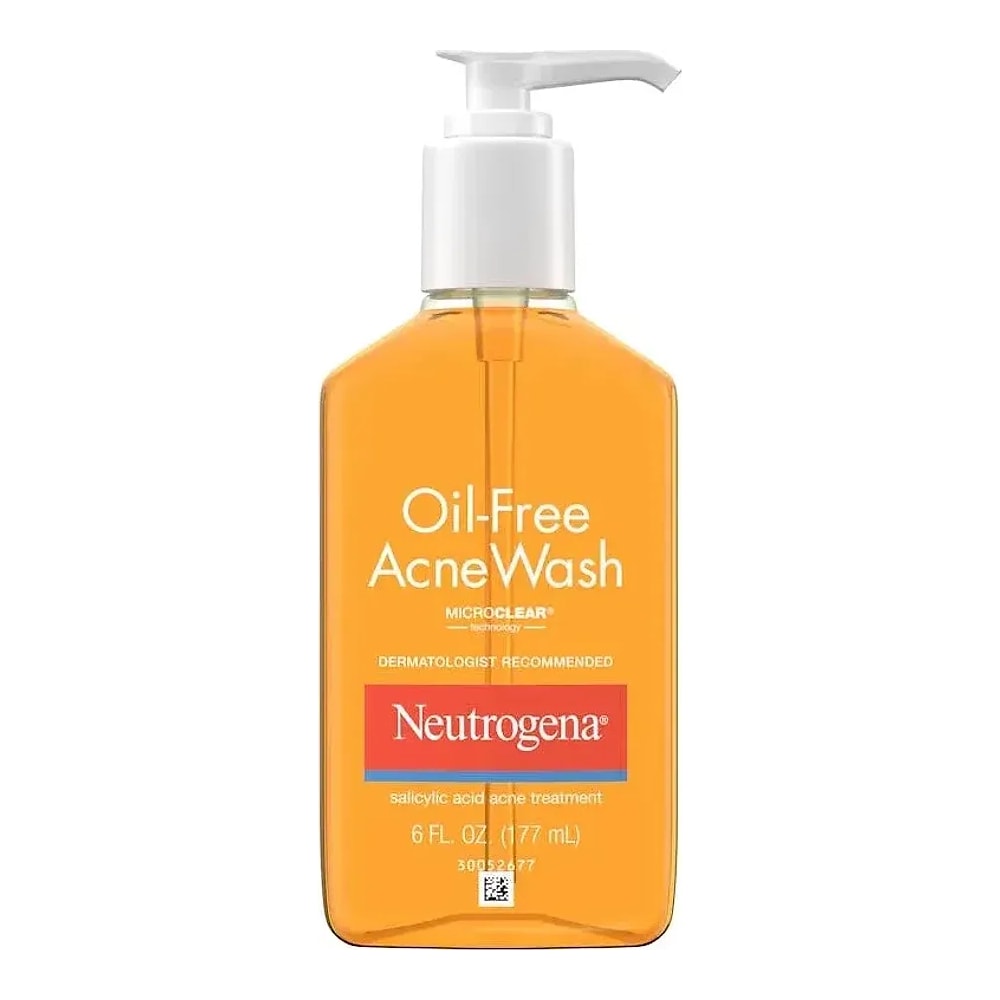 Oil-Free
Acne Wash
MICROCLEAR®
technology
DERMATOLOGIST RECOMMENDED
Neutrogena®
salicylic acid acne treatment
6 FL. OZ. (177 mL)
30052677